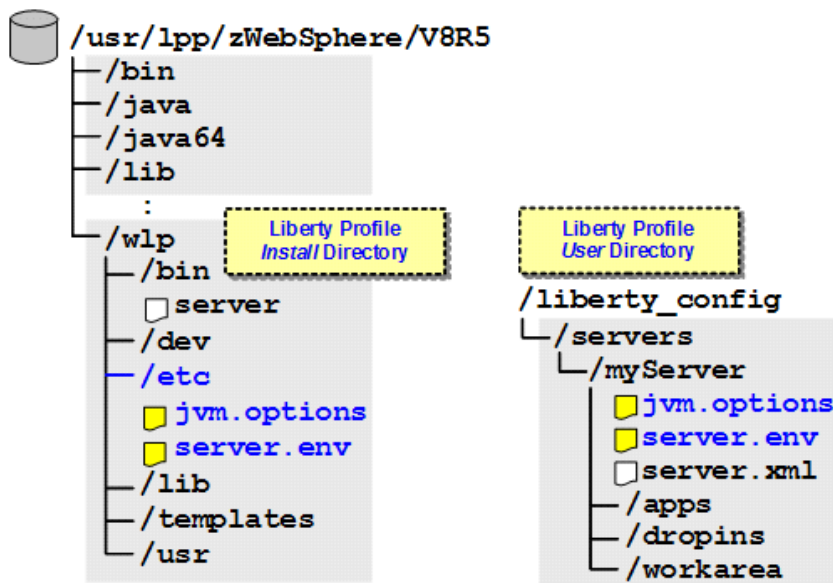 /usr/lpp/zWebSphere/V8R5
/bin
/java
/java64
/lib
:
/wlp
Liberty Profile
Install Directory
/bin
server
/dev
/etc
jvm.options
server.env
/lib
/templates
/usr
Liberty Profile
User Directory
/liberty_config
/servers
/myServer
jvm.options
server.env
server.xml
/apps
/dropins
/workarea